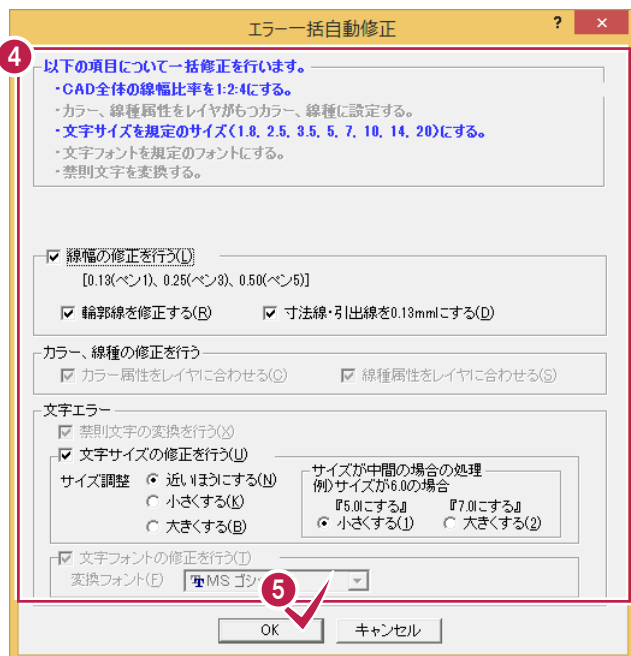 エラー一括自動修正 ? ×
4
以下の項目について一括修正を行います。
・CAD全体の線幅比率を1:2:4にする。
・カラー、線種属性をレイヤがもつカラー、線種に設定する。
・文字サイズを規定のサイズ(1.8, 2.5, 3.5, 5, 7, 10, 14, 20)にする。
・文字フォントを規定のフォントにする。
・禁則文字を変換する。
線幅の修正を行う(L)
[0.13(ペン1)、0.25(ペン3)、0.50(ペン5)]
輪郭線を修正する(R) 寸法線・引出線を0.13mmにする(D)
カラー、線種の修正を行う
カラー属性をレイヤに合わせる(C) 線種属性をレイヤに合わせる(S)
文字エラー
禁則文字の変換を行う(X)
文字サイズの修正を行う(U)
サイズ調整 近いほうにする(N)
小さくする(K)
大きくする(B)
サイズが中間の場合の処理
例)サイズが6.0の場合
『5.0にする』 『7.0にする』
小さくする(1) 大きくする(2)
文字フォントの修正を行う(T)
変換フォント(F) MS ゴシ
5
OK キャンセル